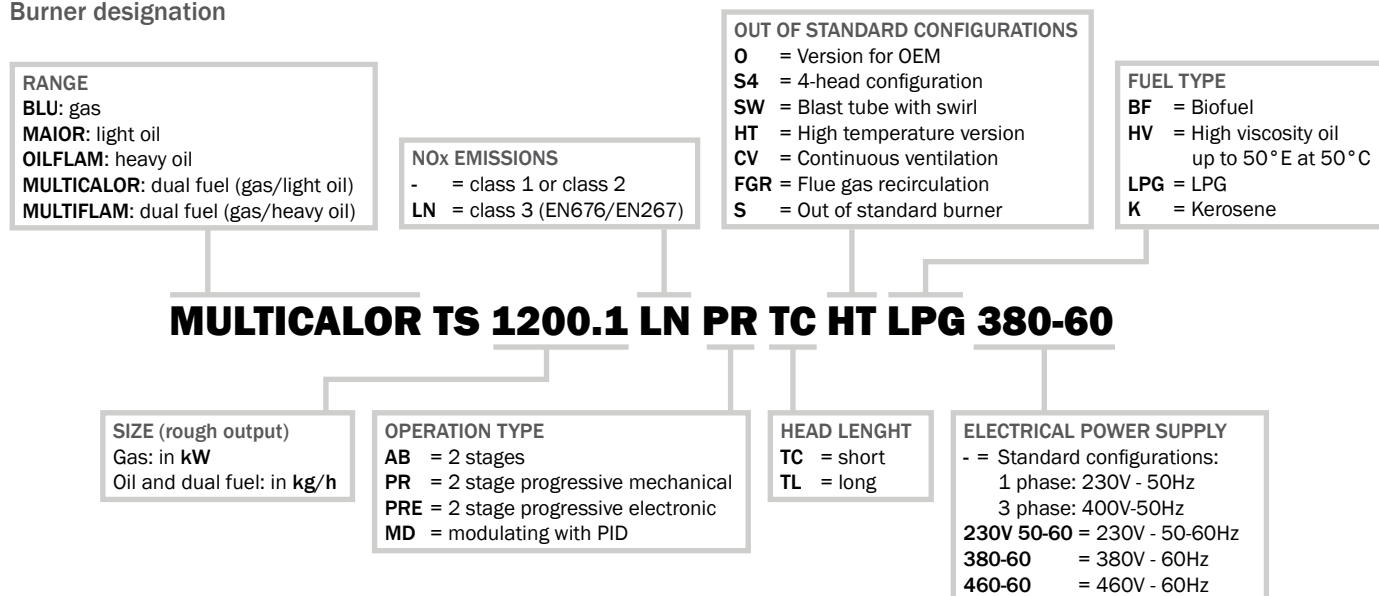 Burner designation
RANGE
BLU: gas
MAIOR: light oil
OILFLAM: heavy oil
MULTICALOR: dual fuel (gas/light oil)
MULTIFLAM: dual fuel (gas/heavy oil)
NOx EMISSIONS
- = class 1 or class 2
LN = class 3 (EN676/EN267)
OUT OF STANDARD CONFIGURATIONS
O = Version for OEM
S4 = 4-head configuration
SW = Blast tube with swirl
HT = High temperature version
CV = Continuous ventilation
FGR = Flue gas recirculation
S = Out of standard burner
FUEL TYPE
BF = Biofuel
HV = High viscosity oil
up to 50°E at 50°C
LPG = LPG
K = Kerosene
MULTICALOR TS 1200.1 LN PR TC HT LPG 380-60
SIZE (rough output)
Gas: in kW
Oil and dual fuel: in kg/h
OPERATION TYPE
AB = 2 stages
PR = 2 stage progressive mechanical
PRE = 2 stage progressive electronic
MD = modulating with PID
HEAD LENGHT
TC = short
TL = long
ELECTRICAL POWER SUPPLY
- = Standard configurations:
1 phase: 230V - 50Hz
3 phase: 400V-50Hz
230V 50-60 = 230V - 50-60Hz
380-60 = 380V - 60Hz
460-60 = 460V - 60Hz